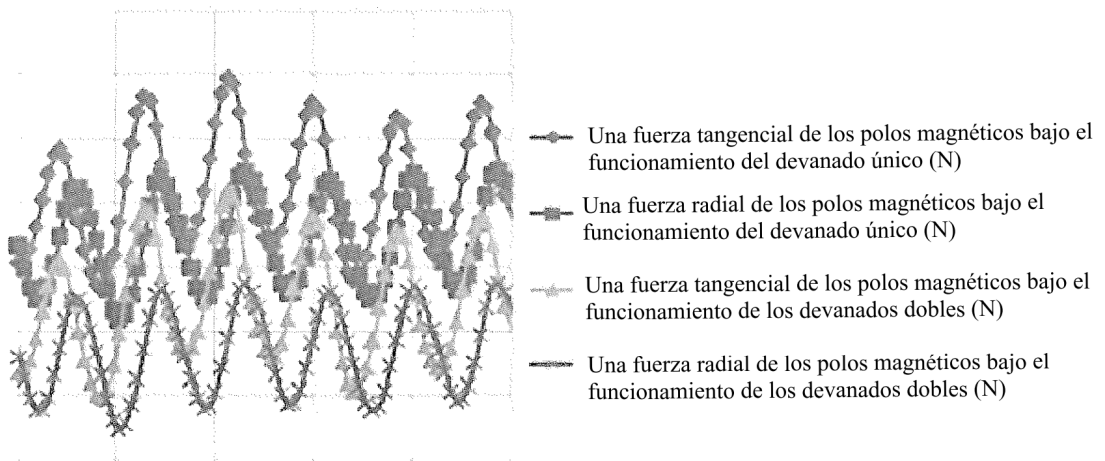 Una fuerza tangencial de los polos magnéticos bajo el
funcionamiento del devanado único (N)
Una fuerza radial de los polos magnéticos bajo el
funcionamiento del devanado único (N)
Una fuerza tangencial de los polos magnéticos bajo el
funcionamiento de los devanados dobles (N)
Una fuerza radial de los polos magnéticos bajo el
funcionamiento de los devanados dobles (N)